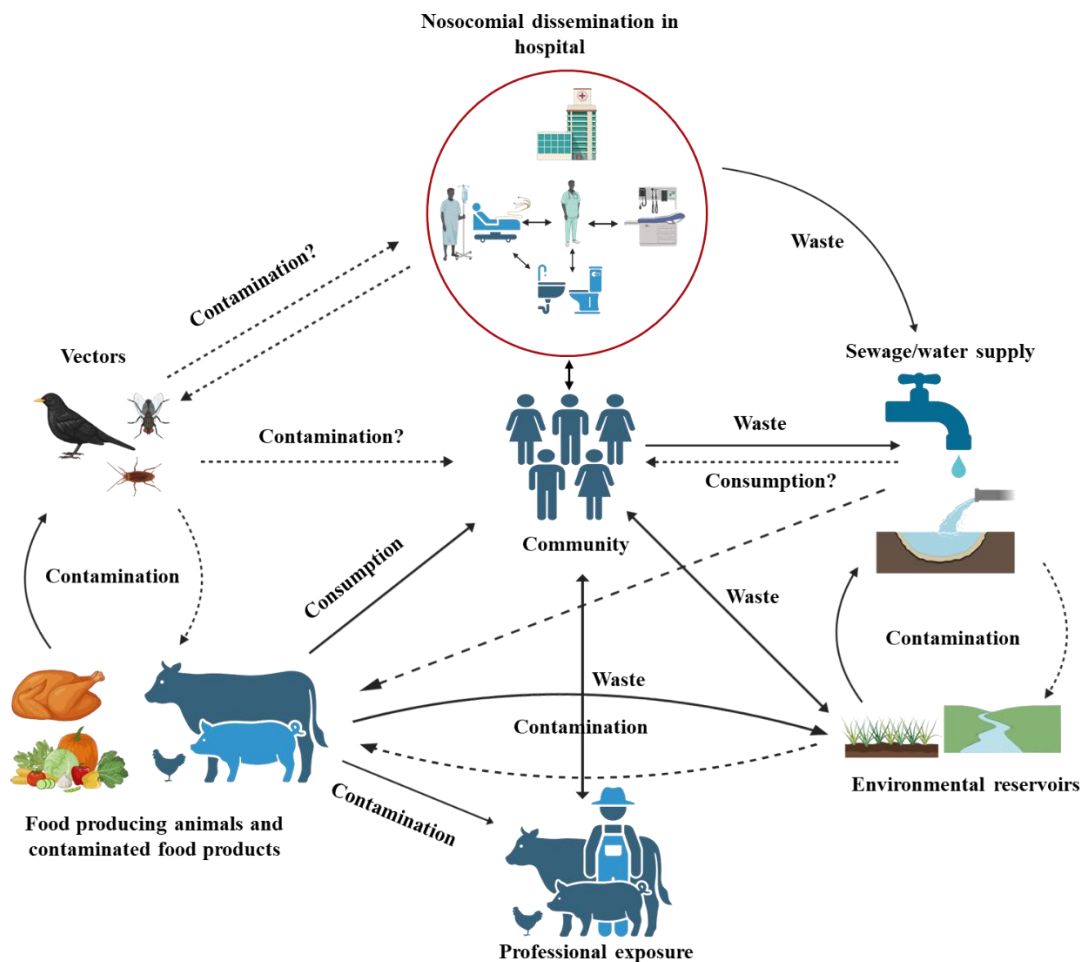 Nosocomial dissemination in
hospital
Waste
Contamination?
Vectors
Sewage/water supply
Contamination?
Waste
Consumption?
Community
Contamination
Consumption
Waste
Contamination
Waste
Contamination
Environmental reservoirs
Contamination
Food producing animals and
contaminated food products
Professional exposure